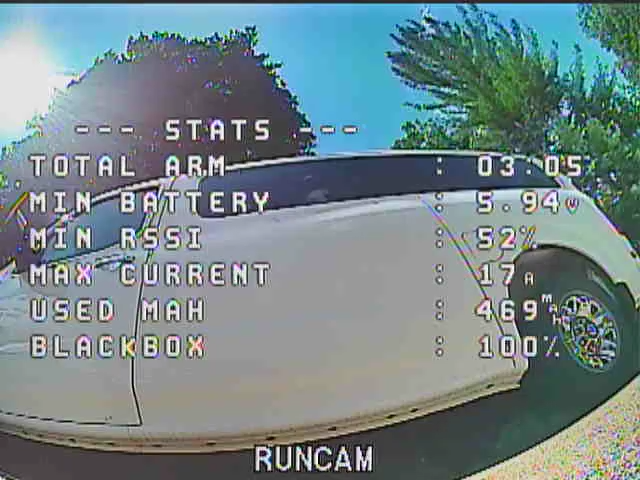 - --- STATS ---
TOTAL ARM : 03:05
MIN BATTERY : 5.94V
MIN RSSI : 52%
MAX CURRENT : 17A
USED MAH : 469mAh
BLACKBOX : 100%
RUNCAM